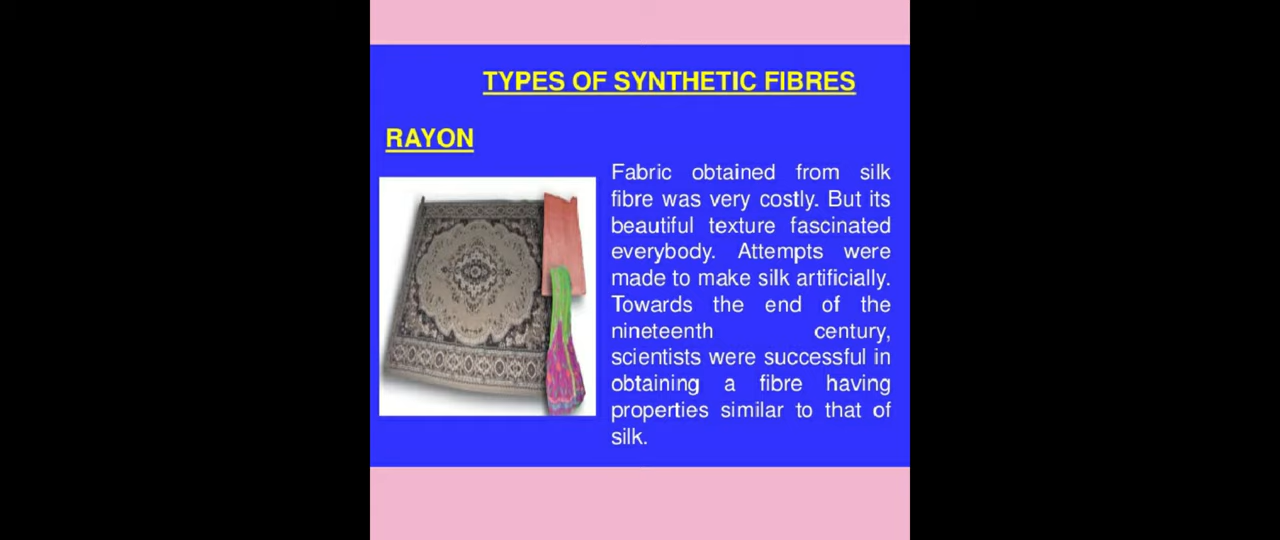 TYPES OF SYNTHETIC FIBRES
RAYON
Fabric obtained from silk
fibre was very costly. But its
beautiful texture fascinated
everybody. Attempts were
made to make silk artificially.
Towards the end of the
nineteenth century,
scientists were successful in
obtaining a fibre having
properties similar to that of
silk.